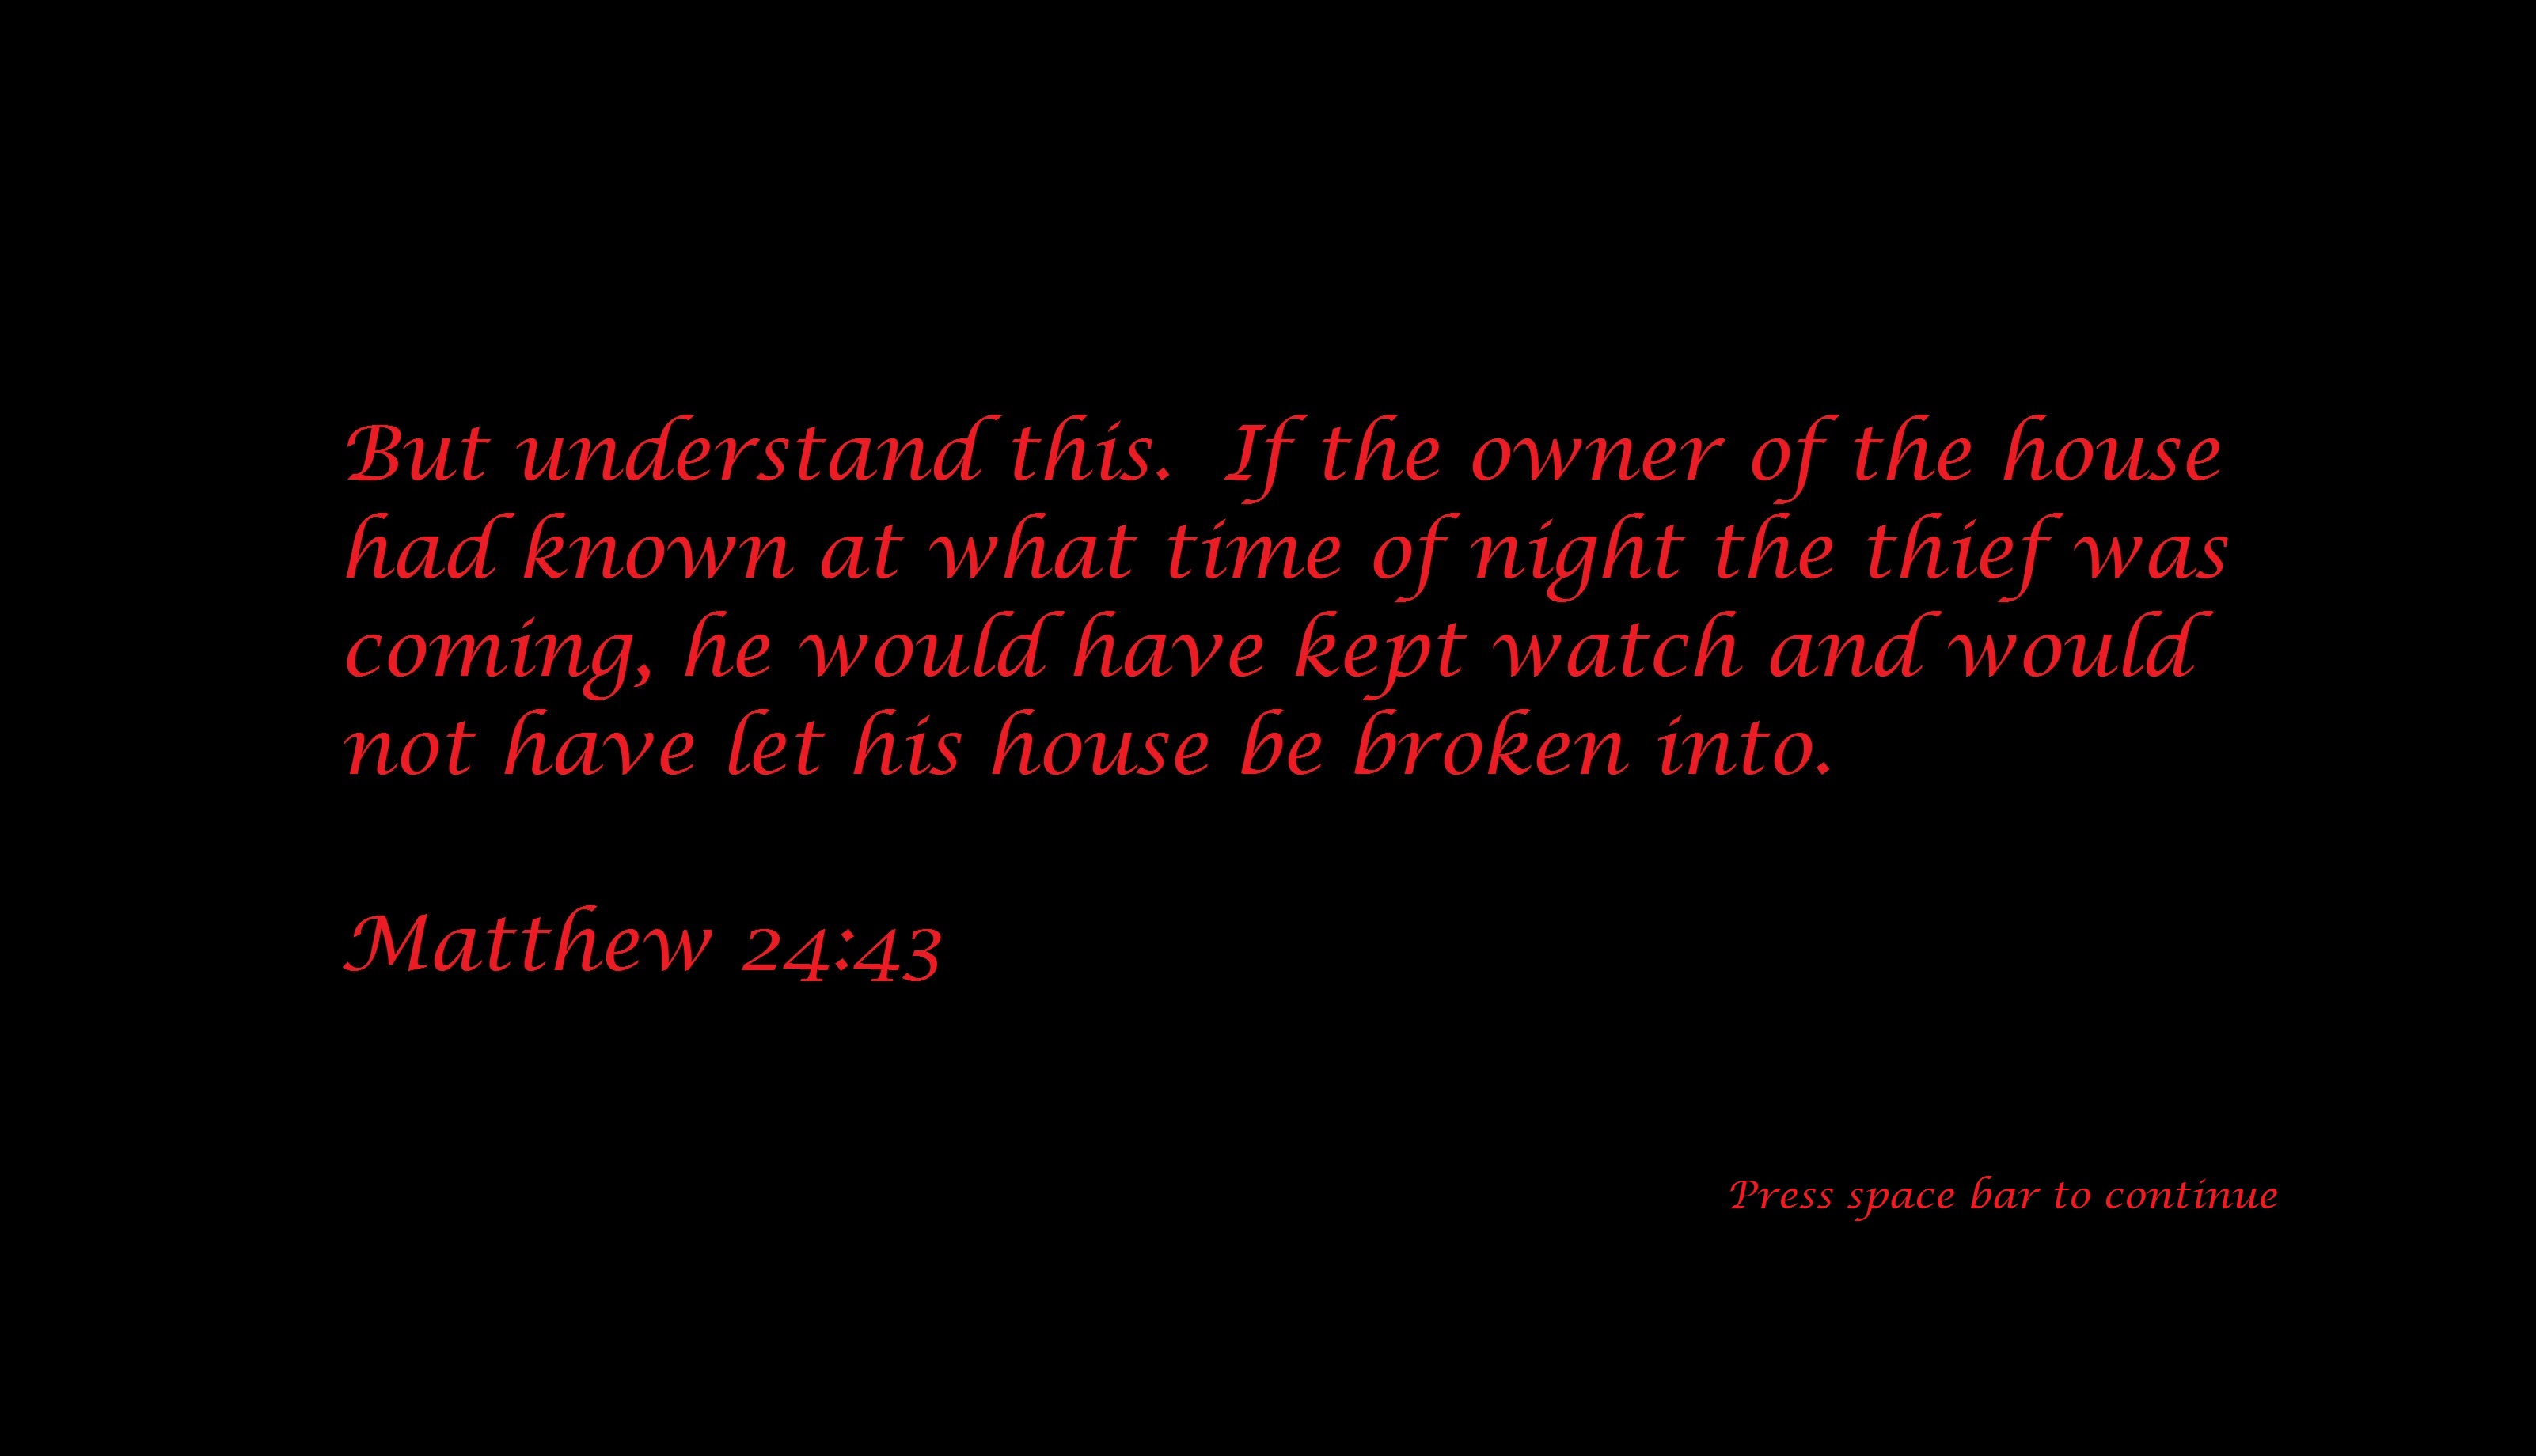 But understand this.  If the owner of the house
had known at what time of night the thief was
coming, he would have kept watch and would
not have let his house be broken into.
Matthew 24:43
Press space bar to continue